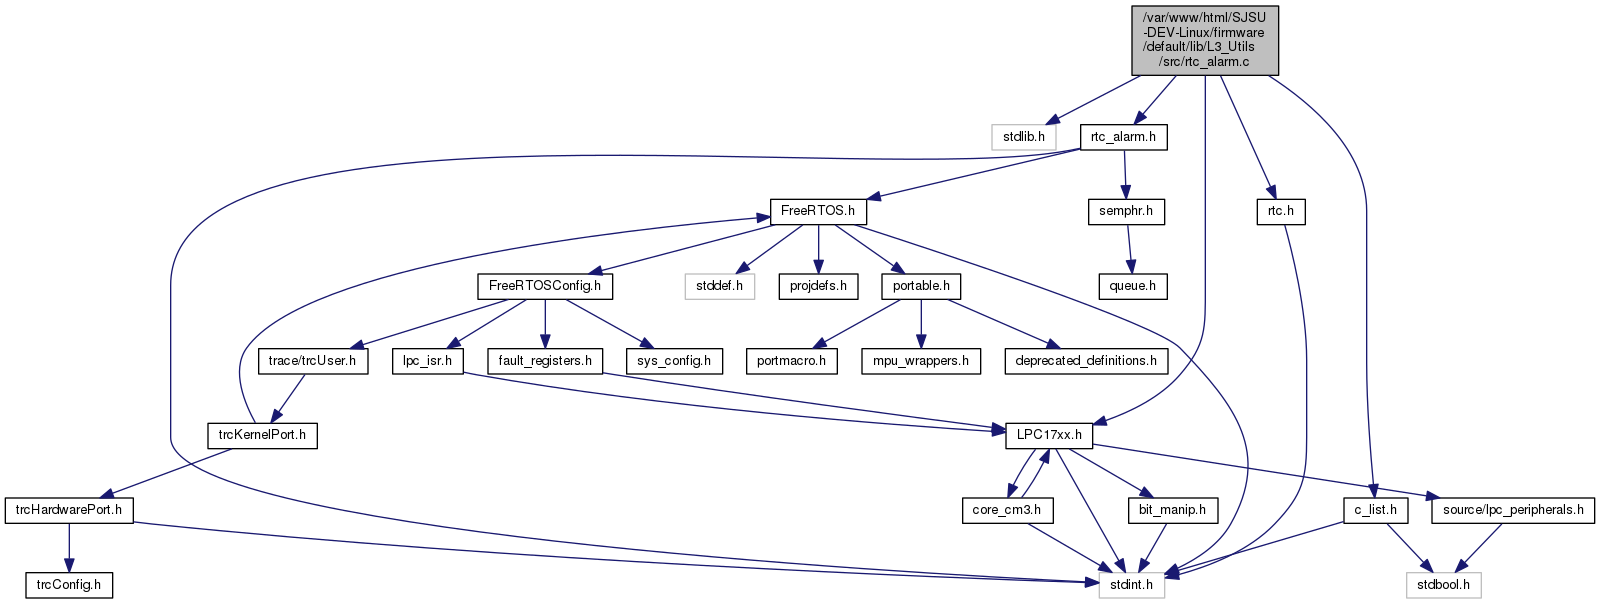 /var/www/html/SJSU
-DEV-Linux/firmware
/default/lib/L3_Utils
/src/rtc_alarm.c
stdlib.h
rtc_alarm.h
FreeRTOS.h
semphr.h
rtc.h
FreeRTOSConfig.h
stddef.h
projdefs.h
portable.h
queue.h
trace/trcUser.h
lpc_isr.h
fault_registers.h
sys_config.h
portmacro.h
mpu_wrappers.h
deprecated_definitions.h
trcKernelPort.h
LPC17xx.h
trcHardwarePort.h
core_cm3.h
bit_manip.h
c_list.h
source/lpc_peripherals.h
trcConfig.h
stdint.h
stdbool.h